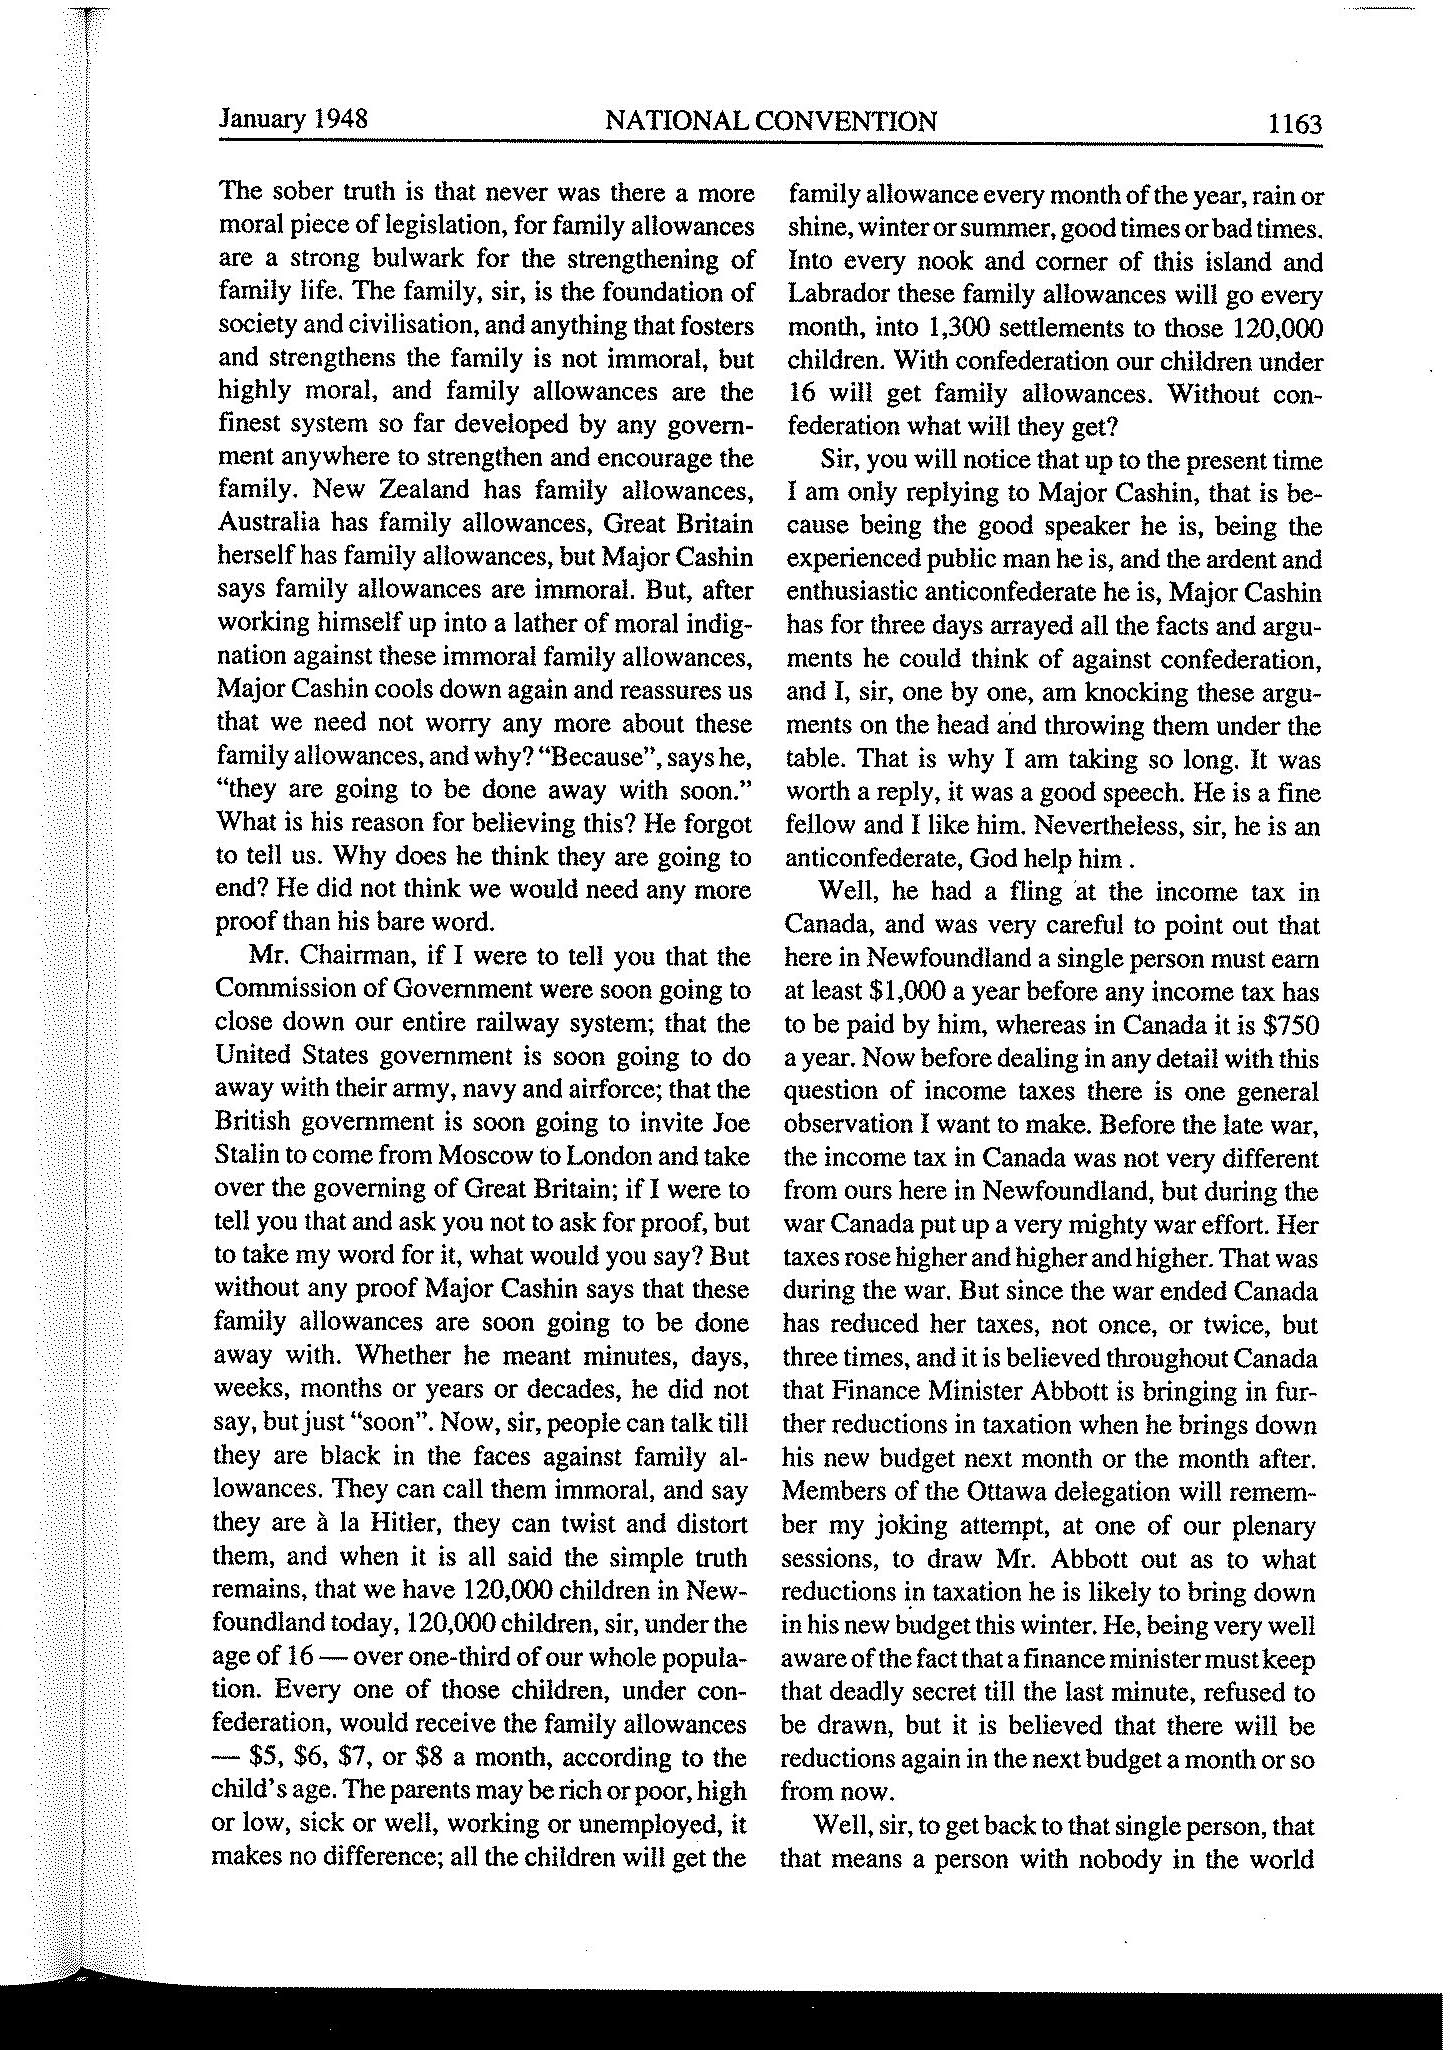 January 1948 NATIONAL CONVENTION 1163
The sober truth is that never was there a more
moral piece of legislation, for family allowances
are a strong bulwark for the strengthening of
family life. The family, sir, is the foundation of
society and civilisation, and anything that fosters
and strengthens the family is not immoral, but
highly moral, and family allowances are the
finest system so far developed by any govern-
ment anywhere to strengthen and encourage the
family. New Zealand has family allowances,
Australia has family allowances, Great Britain
herself has family allowances, but Major Cashin
says family allowances are immoral. But, after
working himself up into a lather of moral indig-
nation against these immoral family allowances,
Major Cashin cools down again and reassures us
that we need not worry any more about these
family allowances, and why? "Because", says he,
"they are going to be done away with soon."
What is his reason for believing this? He forgot
to tell us. Why does he think they are going to
end? He did not think we would need any more
proof than his bare word.
Mr. Chairman, if I were to tell you that the
Commission of Government were soon going to
close down our entire railway system; that the
United States government is soon going to do
away with their army, navy and airforce; that the
British government is soon going to invite Joe
Stalin to come from Moscow to London and take
over the governing of Great Britain; if I were to
tell you that and ask you not to ask for proof, but
to take my word for it, what would you say? But
without any proof Major Cashin says that these
family allowances are soon going to be done
away with. Whether he meant minutes, days,
weeks, months or years or decades, he did not
say, but just "soon". Now, sir, people can talk till
they are black in the faces against family al-
lowances. They can call them immoral, and say
they are à la Hitler, they can twist and distort
them, and when it is all said the simple truth
remains, that we have 120,000 children in New-
foundland today, 120,000 children, sir, under the
age of 16 — over one-third of our whole popula-
tion. Every one of those children, under con-
federation, would receive the family allowances
— $5, $6, $7, or $8 a month, according to the
child's age. The parents may be rich or poor, high
or low, sick or well, working or unemployed, it
makes no difference; all the children will get the
family allowance every month of the year, rain or
shine, winter or summer, good times or bad times.
Into every nook and corner of this island and
Labrador these family allowances will go every
month, into 1,300 settlements to those 120,000
children. With confederation our children under
16 will get family allowances. Without con-
federation what will they get?
Sir, you will notice that up to the present time
I am only replying to Major Cashin, that is be-
cause being the good speaker he is, being the
experienced public man he is, and the ardent and
enthusiastic anticonfederate he is, Major Cashin
has for three days arrayed all the facts and argu-
ments he could think of against confederation,
and I, sir, one by one, am knocking these argu-
ments on the head and throwing them under the
table. That is why I am taking so long. It was
worth a reply, it was a good speech. He is a fine
fellow and I like him. Nevertheless, sir, he is an
anticonfederate, God help him .
Well, he had a fling at the income tax in
Canada, and was very careful to point out that
here in Newfoundland a single person must earn
at least $1,000 a year before any income tax has
to be paid by him, whereas in Canada it is $750
a year. Now before dealing in any detail with this
question of income taxes there is one general
observation I want to make. Before the late war,
the income tax in Canada was not very different
from ours here in Newfoundland, but during the
war Canada put up a very mighty war effort. Her
taxes rose higher and higher and higher. That was
during the war. But since the war ended Canada
has reduced her taxes, not once, or twice, but
three times, and it is believed throughout Canada
that Finance Minister Abbott is bringing in fur-
ther reductions in taxation when he brings down
his new budget next month or the month after.
Members of the Ottawa delegation will remem-
ber my joking attempt, at one of our plenary
sessions, to draw Mr. Abbott out as to what
reductions in taxation he is likely to bring down
in his new budget this winter. He, being very well
aware of the fact that a finance minister must keep
that deadly secret till the last minute, refused to
be drawn, but it is believed that there will be
reductions again in the next budget a month or so
from now.
Well, sir, to get back to that single person, that
that means a person with nobody in the world